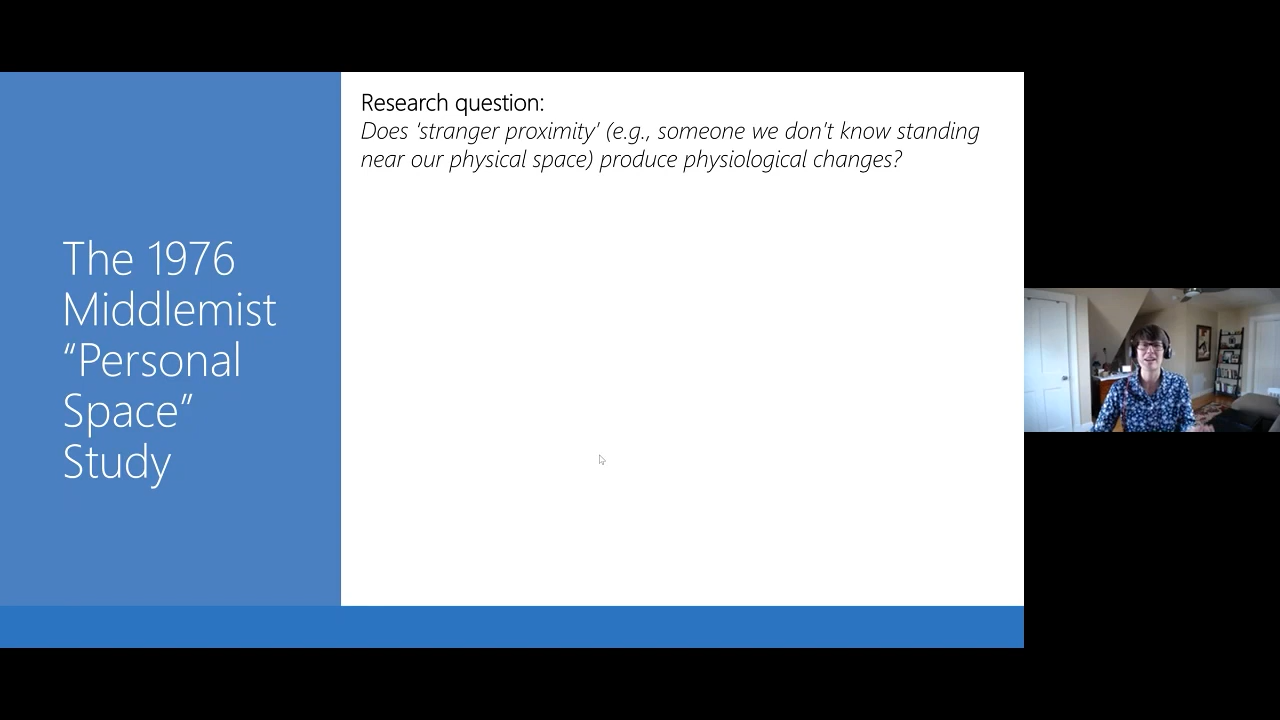 The 1976
Middlemist
“Personal
Space”
Study
Research question:
Does 'stranger proximity' (e.g., someone we don't know standing
near our physical space) produce physiological changes?